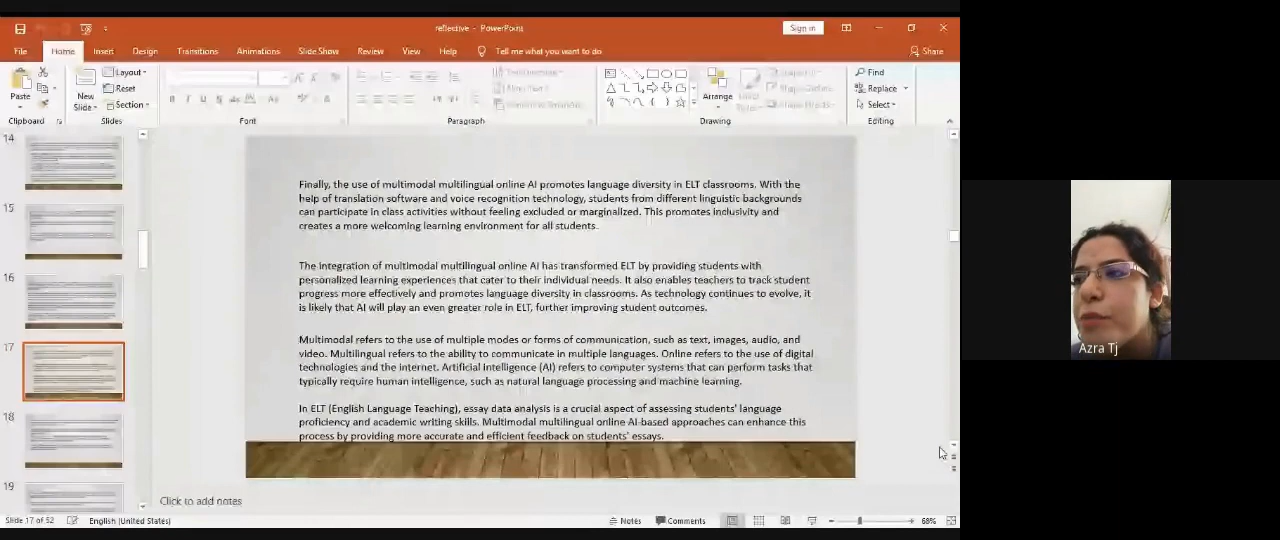 reflective - PowerPoint
Sign in
File Home Insert Design Transitions Animations Slide Show Review View Help Tell me what you want to do Share
Paste
New Slide
Layout
Reset
Section
Arrange
Find
Replace
Select
Clipboard Slides Font Paragraph Drawing Editing
14
15
16
17
18
19
Finally, the use of multimodal multilingual online AI promotes language diversity in ELT classrooms. With the
help of translation software and voice recognition technology, students from different linguistic backgrounds
can participate in class activities without feeling excluded or marginalized. This promotes inclusivity and
creates a more welcoming learning environment for all students.
The integration of multimodal multilingual online AI has transformed ELT by providing students with
personalized learning experiences that cater to their individual needs. It also enables teachers to track student
progress more effectively and promotes language diversity in classrooms. As technology continues to evolve, it
is likely that AI will play an even greater role in ELT, further improving student outcomes.
Multimodal refers to the use of multiple modes or forms of communication, such as text, images, audio, and
video. Multilingual refers to the ability to communicate in multiple languages. Online refers to the use of digital
technologies and the internet. Artificial Intelligence (AI) refers to computer systems that can perform tasks that
typically require human intelligence, such as natural language processing and machine learning.
In ELT (English Language Teaching), essay data analysis is a crucial aspect of assessing students' language
proficiency and academic writing skills. Multimodal multilingual online AI-based approaches can enhance this
process by providing more accurate and efficient feedback on students' essays.
Click to add notes
Slide 17 of 52 English (United States) Notes Comments 68%
Azra Tj